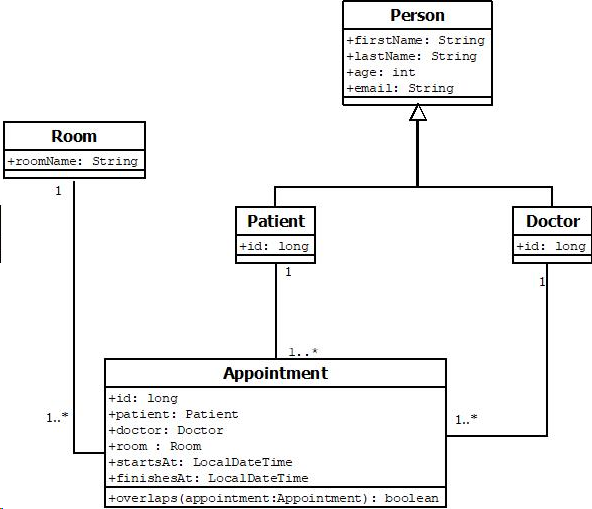 Person
+firstName: String
+lastName: String
+age: int
+email: String
Room
+roomName: String
1
Patient
+id: long
1
Doctor
+id: long
1
1..*
1..*
1..*
Appointment
+id: long
+patient: Patient
+doctor: Doctor
+room : Room
+startsAt: LocalDateTime
+finishesAt: LocalDateTime
+overlaps(appointment:Appointment): boolean